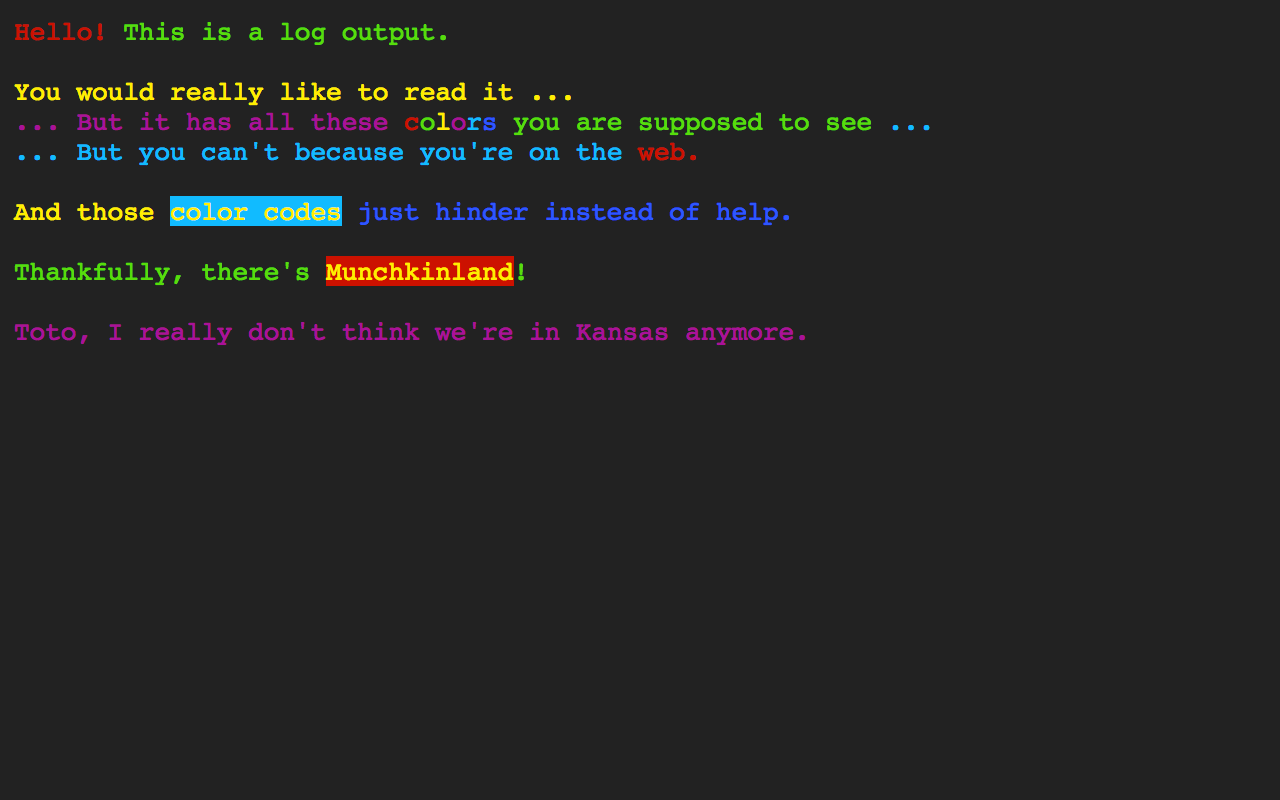 Hello! This is a log output.
You would really like to read it ...
... But it has all these colors you are supposed to see ...
... But you can't because you're on the web.
And those color codes just hinder instead of help.
Thankfully, there's Munchkinland!
Toto, I really don't think we're in Kansas anymore.